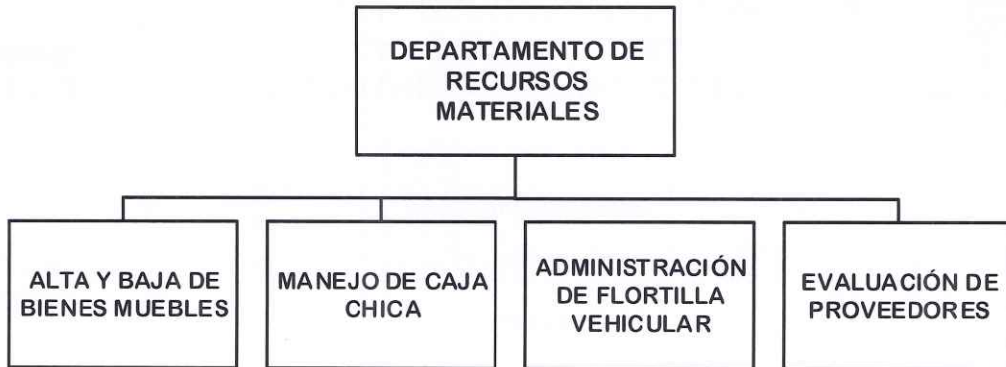 DEPARTAMENTO DE
RECURSOS
MATERIALES
ALTA Y BAJA DE
BIENES MUEBLES
MANEJO DE CAJA
CHICA
ADMINISTRACIÓN
DE FLORTILLA
VEHICULAR
EVALUACIÓN DE
PROVEEDORES